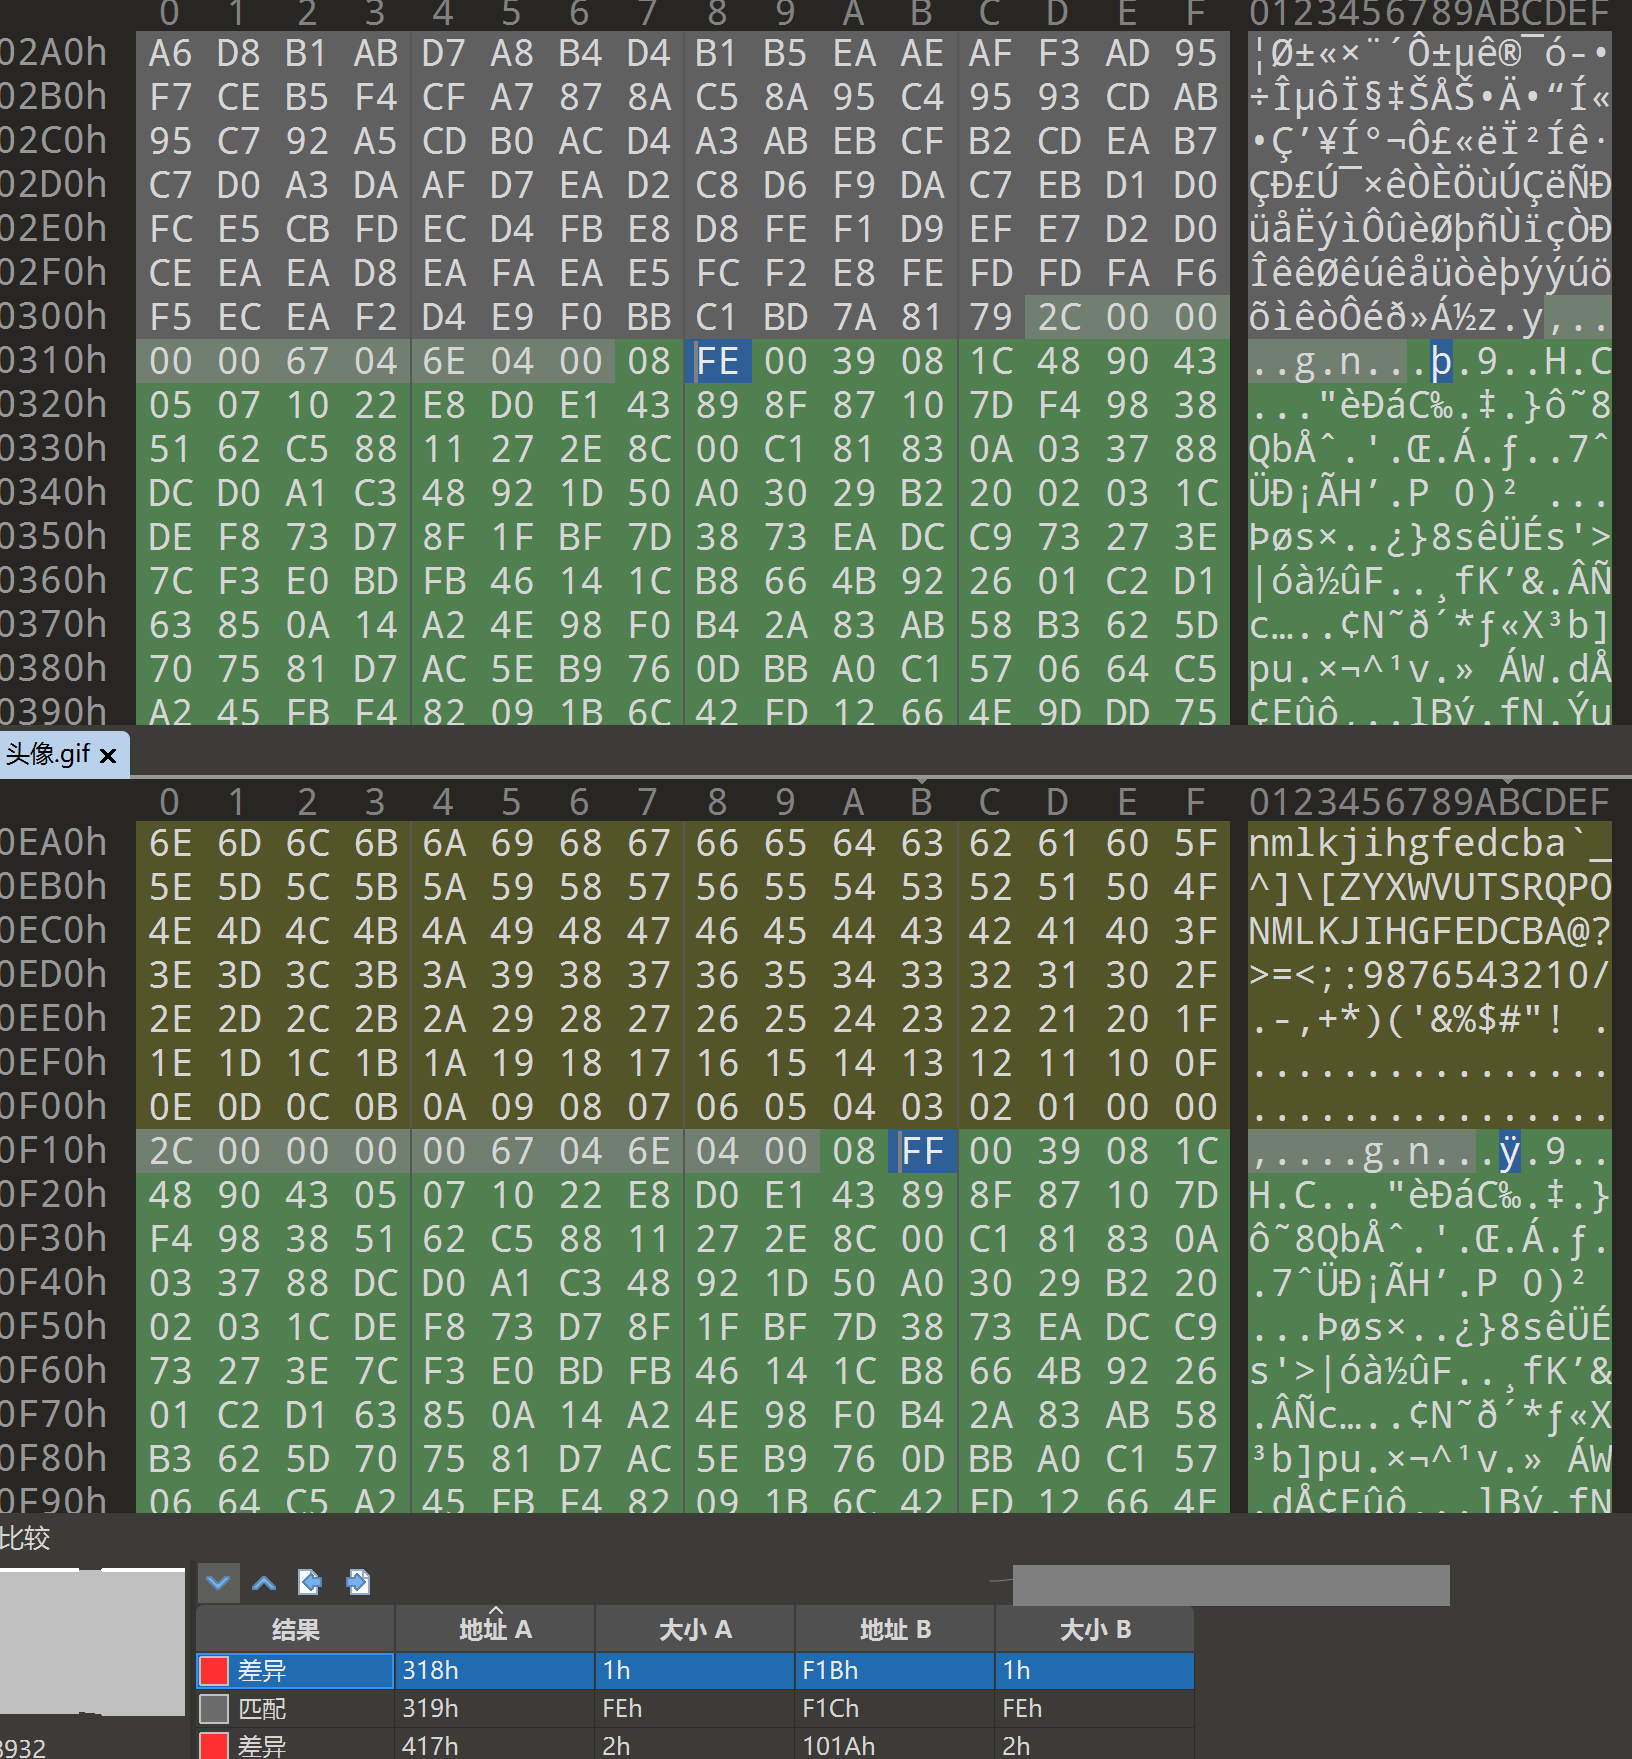 0 1 2 3 4 5 6 7 8 9 A B C D E F 0123456789ABCDEF
02A0h A6 D8 B1 AB D7 A8 B4 D4 B1 B5 EA AE AF F3 AD 95 ¦Ø±«×¨´Ô±µê®¯ó-•
02B0h F7 CE B5 F4 CF A7 87 8A C5 8A 95 C4 95 93 CD AB ÷ÎµôÏ§‡ŠÅŠ•Ä•“Í«
02C0h 95 C7 92 A5 CD B0 AC D4 A3 AB EB CF B2 CD EA B7 •Ç’¥Í°¬Ô£«ëÏ²Íê·
02D0h C7 D0 A3 DA AF D7 EA D2 C8 D6 F9 DA C7 EB D1 D0 ÇÐ£Ú¯×êÒÈÖùÚÇëÑÐ
02E0h FC E5 CB FD EC D4 FB E8 D8 FE F1 D9 EF E7 D2 D0 üåËýìÔûèØþñÙïçÒÐ
02F0h CE EA EA D8 EA FA EA E5 FC F2 E8 FE FD FD FA F6 ÎêêØêúêåüòèþýýúö
0300h F5 EC EA F2 D4 E9 F0 BB C1 BD 7A 81 79 2C 00 00 õìêòÔéð»Á½z.y,..
0310h 00 00 67 04 6E 04 00 08 FE 00 39 08 1C 48 90 43 ..g.n...þ.9..H.C
0320h 05 07 10 22 E8 D0 E1 43 89 8F 87 10 7D F4 98 38 ..."èÐáC‰.‡.}ô˜8
0330h 51 62 C5 88 11 27 2E 8C 00 C1 81 83 0A 03 37 88 QbÅˆ.'.Œ.Á.ƒ..7ˆ
0340h DC D0 A1 C3 48 92 1D 50 A0 30 29 B2 20 02 03 1C ÜÐ¡ÃH’.P 0)² ...
0350h DE F8 73 D7 8F 1F BF 7D 38 73 EA DC C9 73 27 3E Þøs×..¿}8sêÜÉs'>
0360h 7C F3 E0 BD FB 46 14 1C B8 66 4B 92 26 01 C2 D1 |óà½ûF..¸fK’&.ÂÑ
0370h 63 85 0A 14 A2 4E 98 F0 B4 2A 83 AB 58 B3 62 5D c…..¢N˜ð´*ƒ«X³b]
0380h 70 75 81 D7 AC 5E B9 76 0D BB A0 C1 57 06 64 C5 pu.×¬^¹v.» ÁW.dÅ
0390h A2 45 FB F4 82 09 1B 6C 42 FD 12 66 4E 9D DD 75 ¢Eûô‚..lBý.fN.Ýu
头像.gif ×
0 1 2 3 4 5 6 7 8 9 A B C D E F 0123456789ABCDEF
0EA0h 6E 6D 6C 6B 6A 69 68 67 66 65 64 63 62 61 60 5F nmlkjihgfedcba`_
0EB0h 5E 5D 5C 5B 5A 59 58 57 56 55 54 53 52 51 50 4F ^]\[ZYXWVUTSRQPO
0EC0h 4E 4D 4C 4B 4A 49 48 47 46 45 44 43 42 41 40 3F NMLKJIHGFEDCBA@?
0ED0h 3E 3D 3C 3B 3A 39 38 37 36 35 34 33 32 31 30 2F >=<;:9876543210/
0EE0h 2E 2D 2C 2B 2A 29 28 27 26 25 24 23 22 21 20 1F .-,+*)('&%$#"! .
0EF0h 1E 1D 1C 1B 1A 19 18 17 16 15 14 13 12 11 10 0F ................
0F00h 0E 0D 0C 0B 0A 09 08 07 06 05 04 03 02 01 00 00 ................
0F10h 2C 00 00 00 00 67 04 6E 04 00 08 FF 00 39 08 1C ,....g.n...ÿ.9..
0F20h 48 90 43 05 07 10 22 E8 D0 E1 43 89 8F 87 10 7D H.C..."èÐáC‰.‡.}
0F30h F4 98 38 51 62 C5 88 11 27 2E 8C 00 C1 81 83 0A ô˜8QbÅˆ.'.Œ.Á.ƒ.
0F40h 03 37 88 DC D0 A1 C3 48 92 1D 50 A0 30 29 B2 20 .7ˆÜÐ¡ÃH’.P 0)²
0F50h 02 03 1C DE F8 73 D7 8F 1F BF 7D 38 73 EA DC C9 ...Þøs×..¿}8sêÜÉ
0F60h 73 27 3E 7C F3 E0 BD FB 46 14 1C B8 66 4B 92 26 s'>|óà½ûF..¸fK’&
0F70h 01 C2 D1 63 85 0A 14 A2 4E 98 F0 B4 2A 83 AB 58 .ÂÑc…..¢N˜ð´*ƒ«X
0F80h B3 62 5D 70 75 81 D7 AC 5E B9 76 0D BB A0 C1 57 ³b]pu.×¬^¹v.» ÁW
0F90h 06 64 C5 A2 45 FB F4 82 09 1B 6C 42 FD 12 66 4E .dÅ¢Eûô‚..lBý.fN
比较
结果 地址 A 大小 A 地址 B 大小 B
差异 318h 1h F1Bh 1h
匹配 319h FEh F1Ch FEh
差异 417h 2h 101Ah 2h
3932